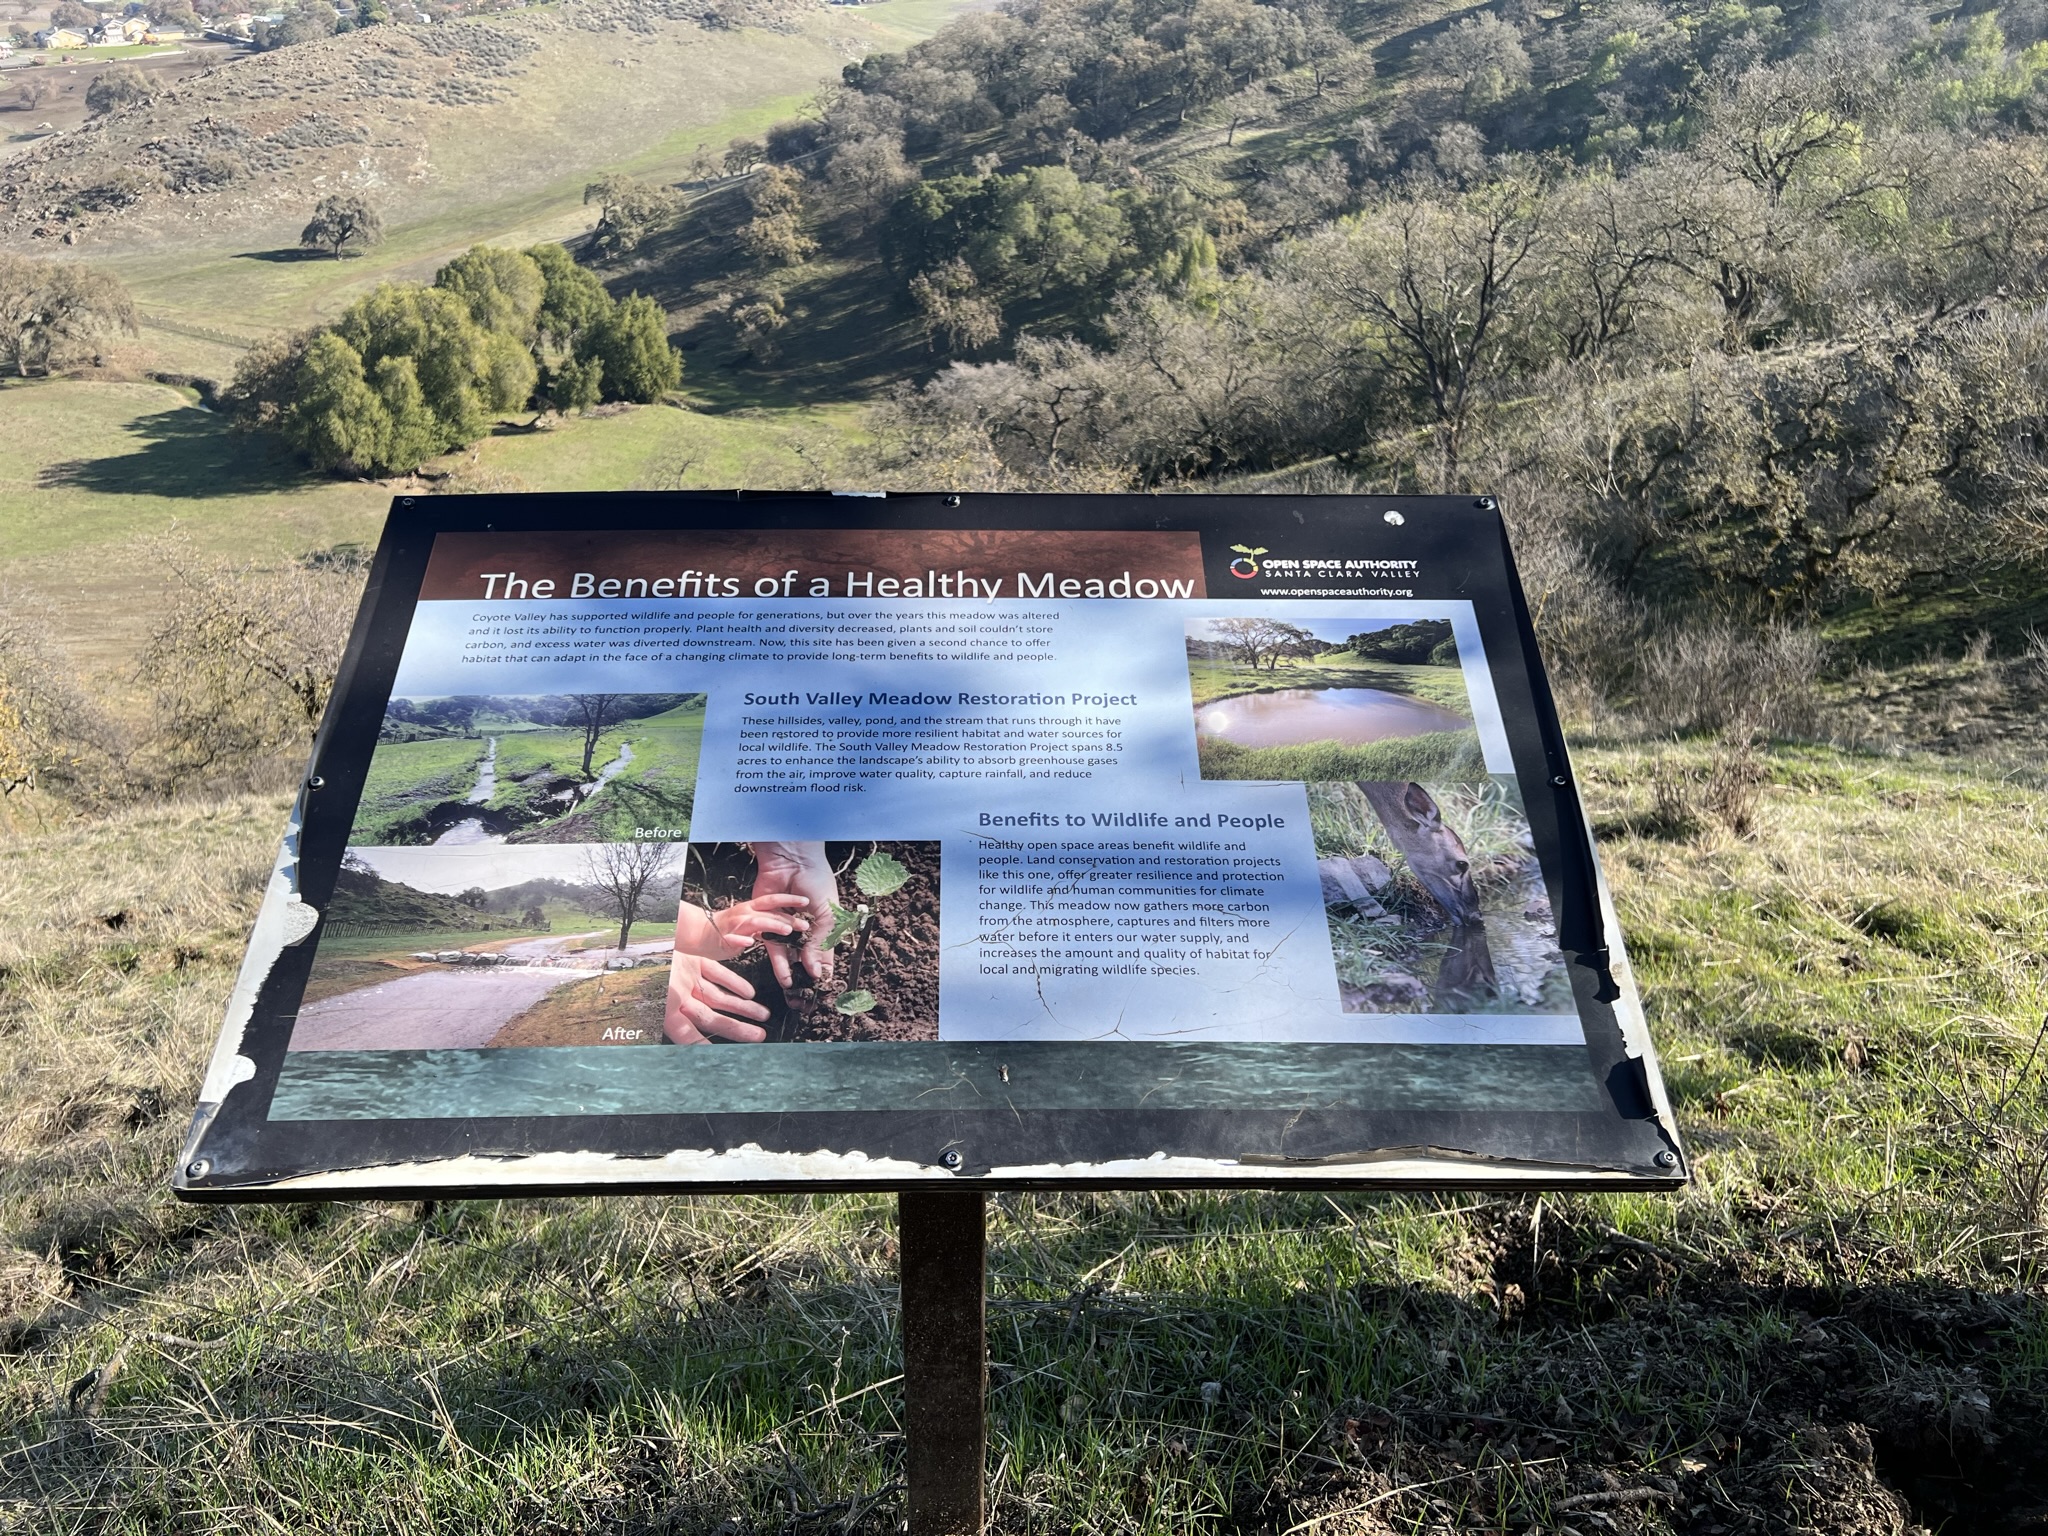 The Benefits of a Healthy Meadow
OPEN SPACE AUTHORITY
SANTA CLARA VALLEY
www.openspaceauthority.org
Coyote Valley has supported wildlife and people for generations, but over the years this meadow was altered
and it lost its ability to function properly. Plant health and diversity decreased, plants and soil couldn't store
carbon, and excess water was diverted downstream. Now, this site has been given a second chance to offer
habitat that can adapt in the face of a changing climate to provide long-term benefits to wildlife and people.
South Valley Meadow Restoration Project
These hillsides, valley, pond, and the stream that runs through it have
been restored to provide more resilient habitat and water sources for
local wildlife. The South Valley Meadow Restoration Project spans 8.5
acres to enhance the landscape's ability to absorb greenhouse gases
from the air, improve water quality, capture rainfall, and reduce
downstream flood risk.
Before
After
Benefits to Wildlife and People
Healthy open space areas benefit wildlife and
people. Land conservation and restoration projects
like this one, offer greater resilience and protection
for wildlife and human communities for climate
change. This meadow now gathers more carbon
from the atmosphere, captures and filters more
water before it enters our water supply, and
increases the amount and quality of habitat for
local and migrating wildlife species.